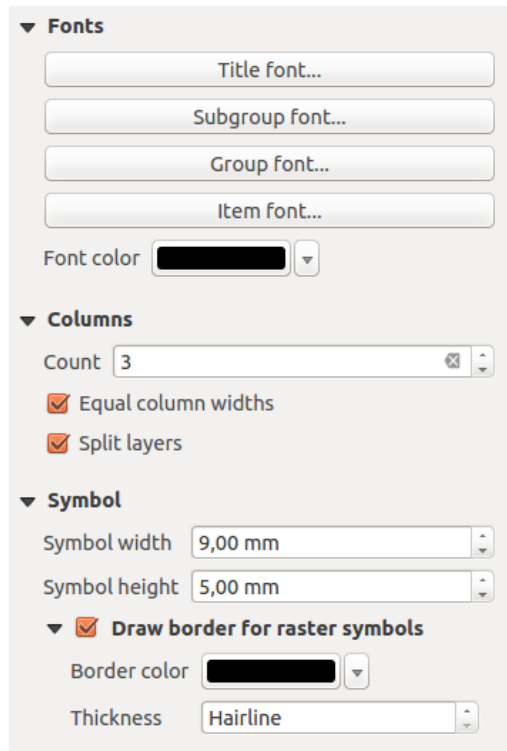 Fonts
Title font...
Subgroup font...
Group font...
Item font...
Font color
Columns
Count 3
Equal column widths
Split layers
Symbol
Symbol width 9,00 mm
Symbol height 5,00 mm
Draw border for raster symbols
Border color
Thickness Hairline